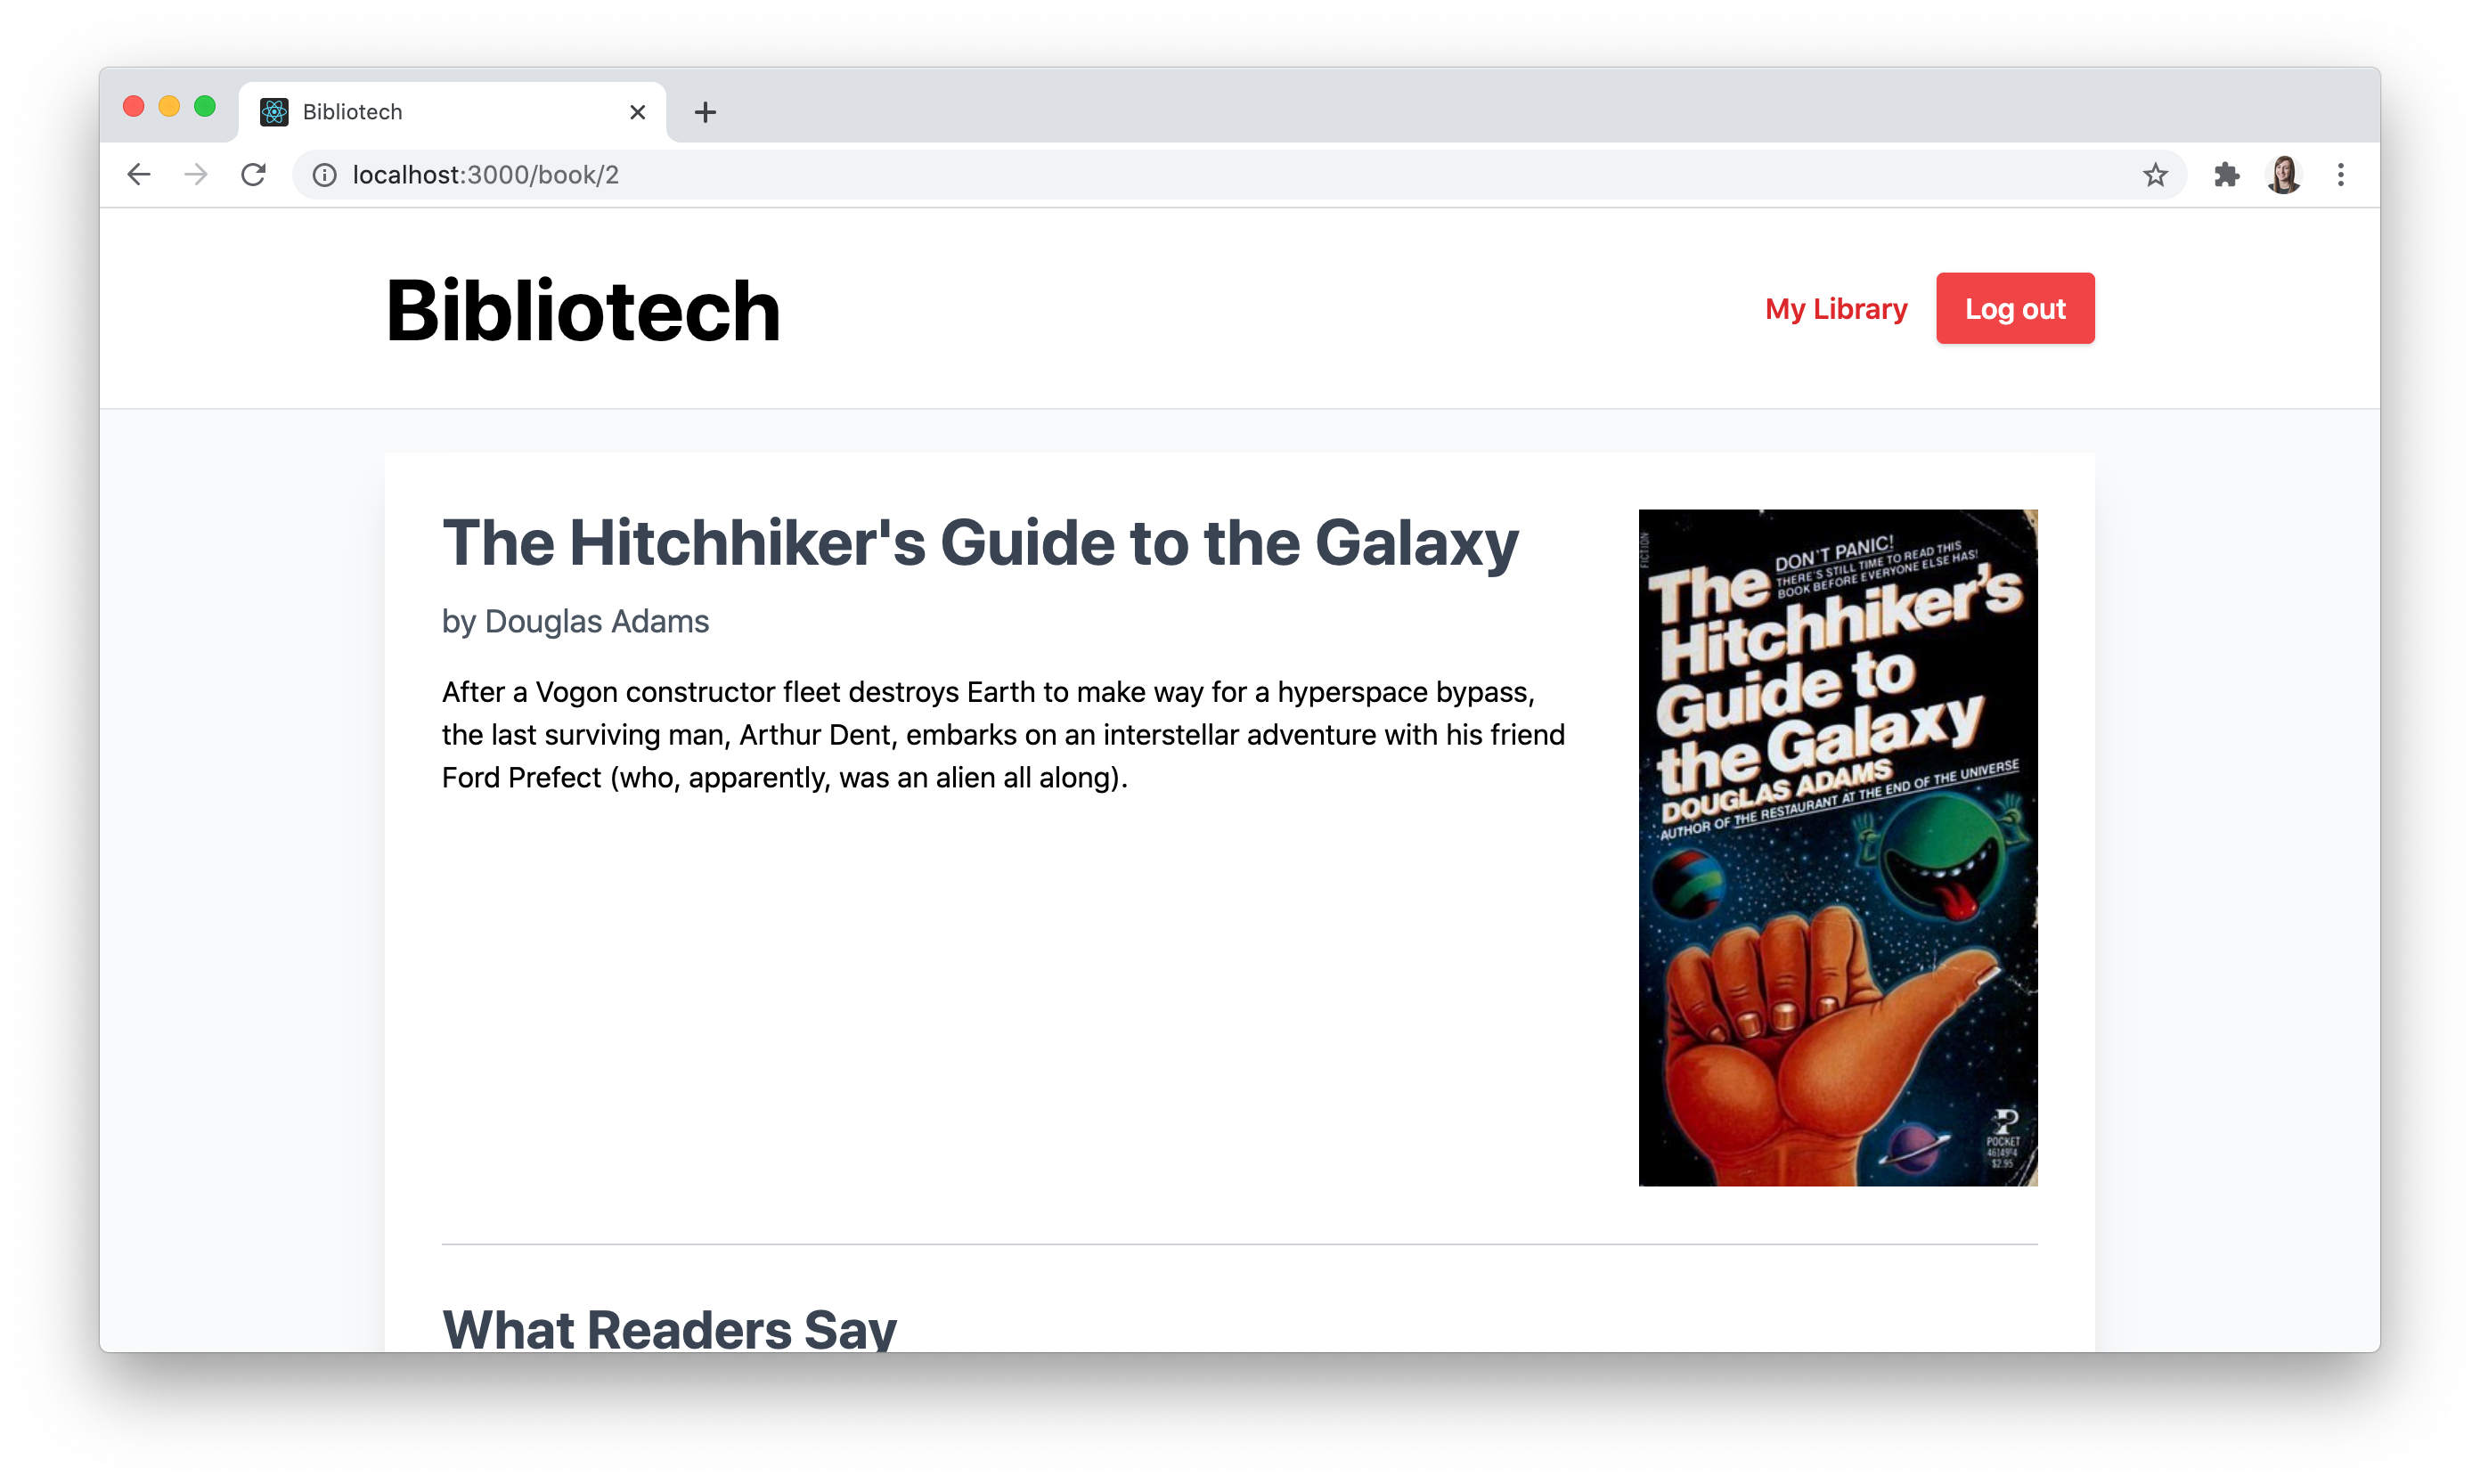 Bibliotech
localhost:3000/book/2
Bibliotech
My Library
Log out
The Hitchhiker's Guide to the Galaxy
by Douglas Adams
After a Vogon constructor fleet destroys Earth to make way for a hyperspace bypass,
the last surviving man, Arthur Dent, embarks on an interstellar adventure with his friend
Ford Prefect (who, apparently, was an alien all along).
FICTION
DON'T PANIC!
THERE'S STILL TIME TO READ THIS
BOOK BEFORE EVERYONE ELSE HAS!
The
Hitchhiker's
Guide to
the Galaxy
DOUGLAS ADAMS
AUTHOR OF THE RESTAURANT AT THE END OF THE UNIVERSE
POCKET
46149-4
$2.95
What Readers Say